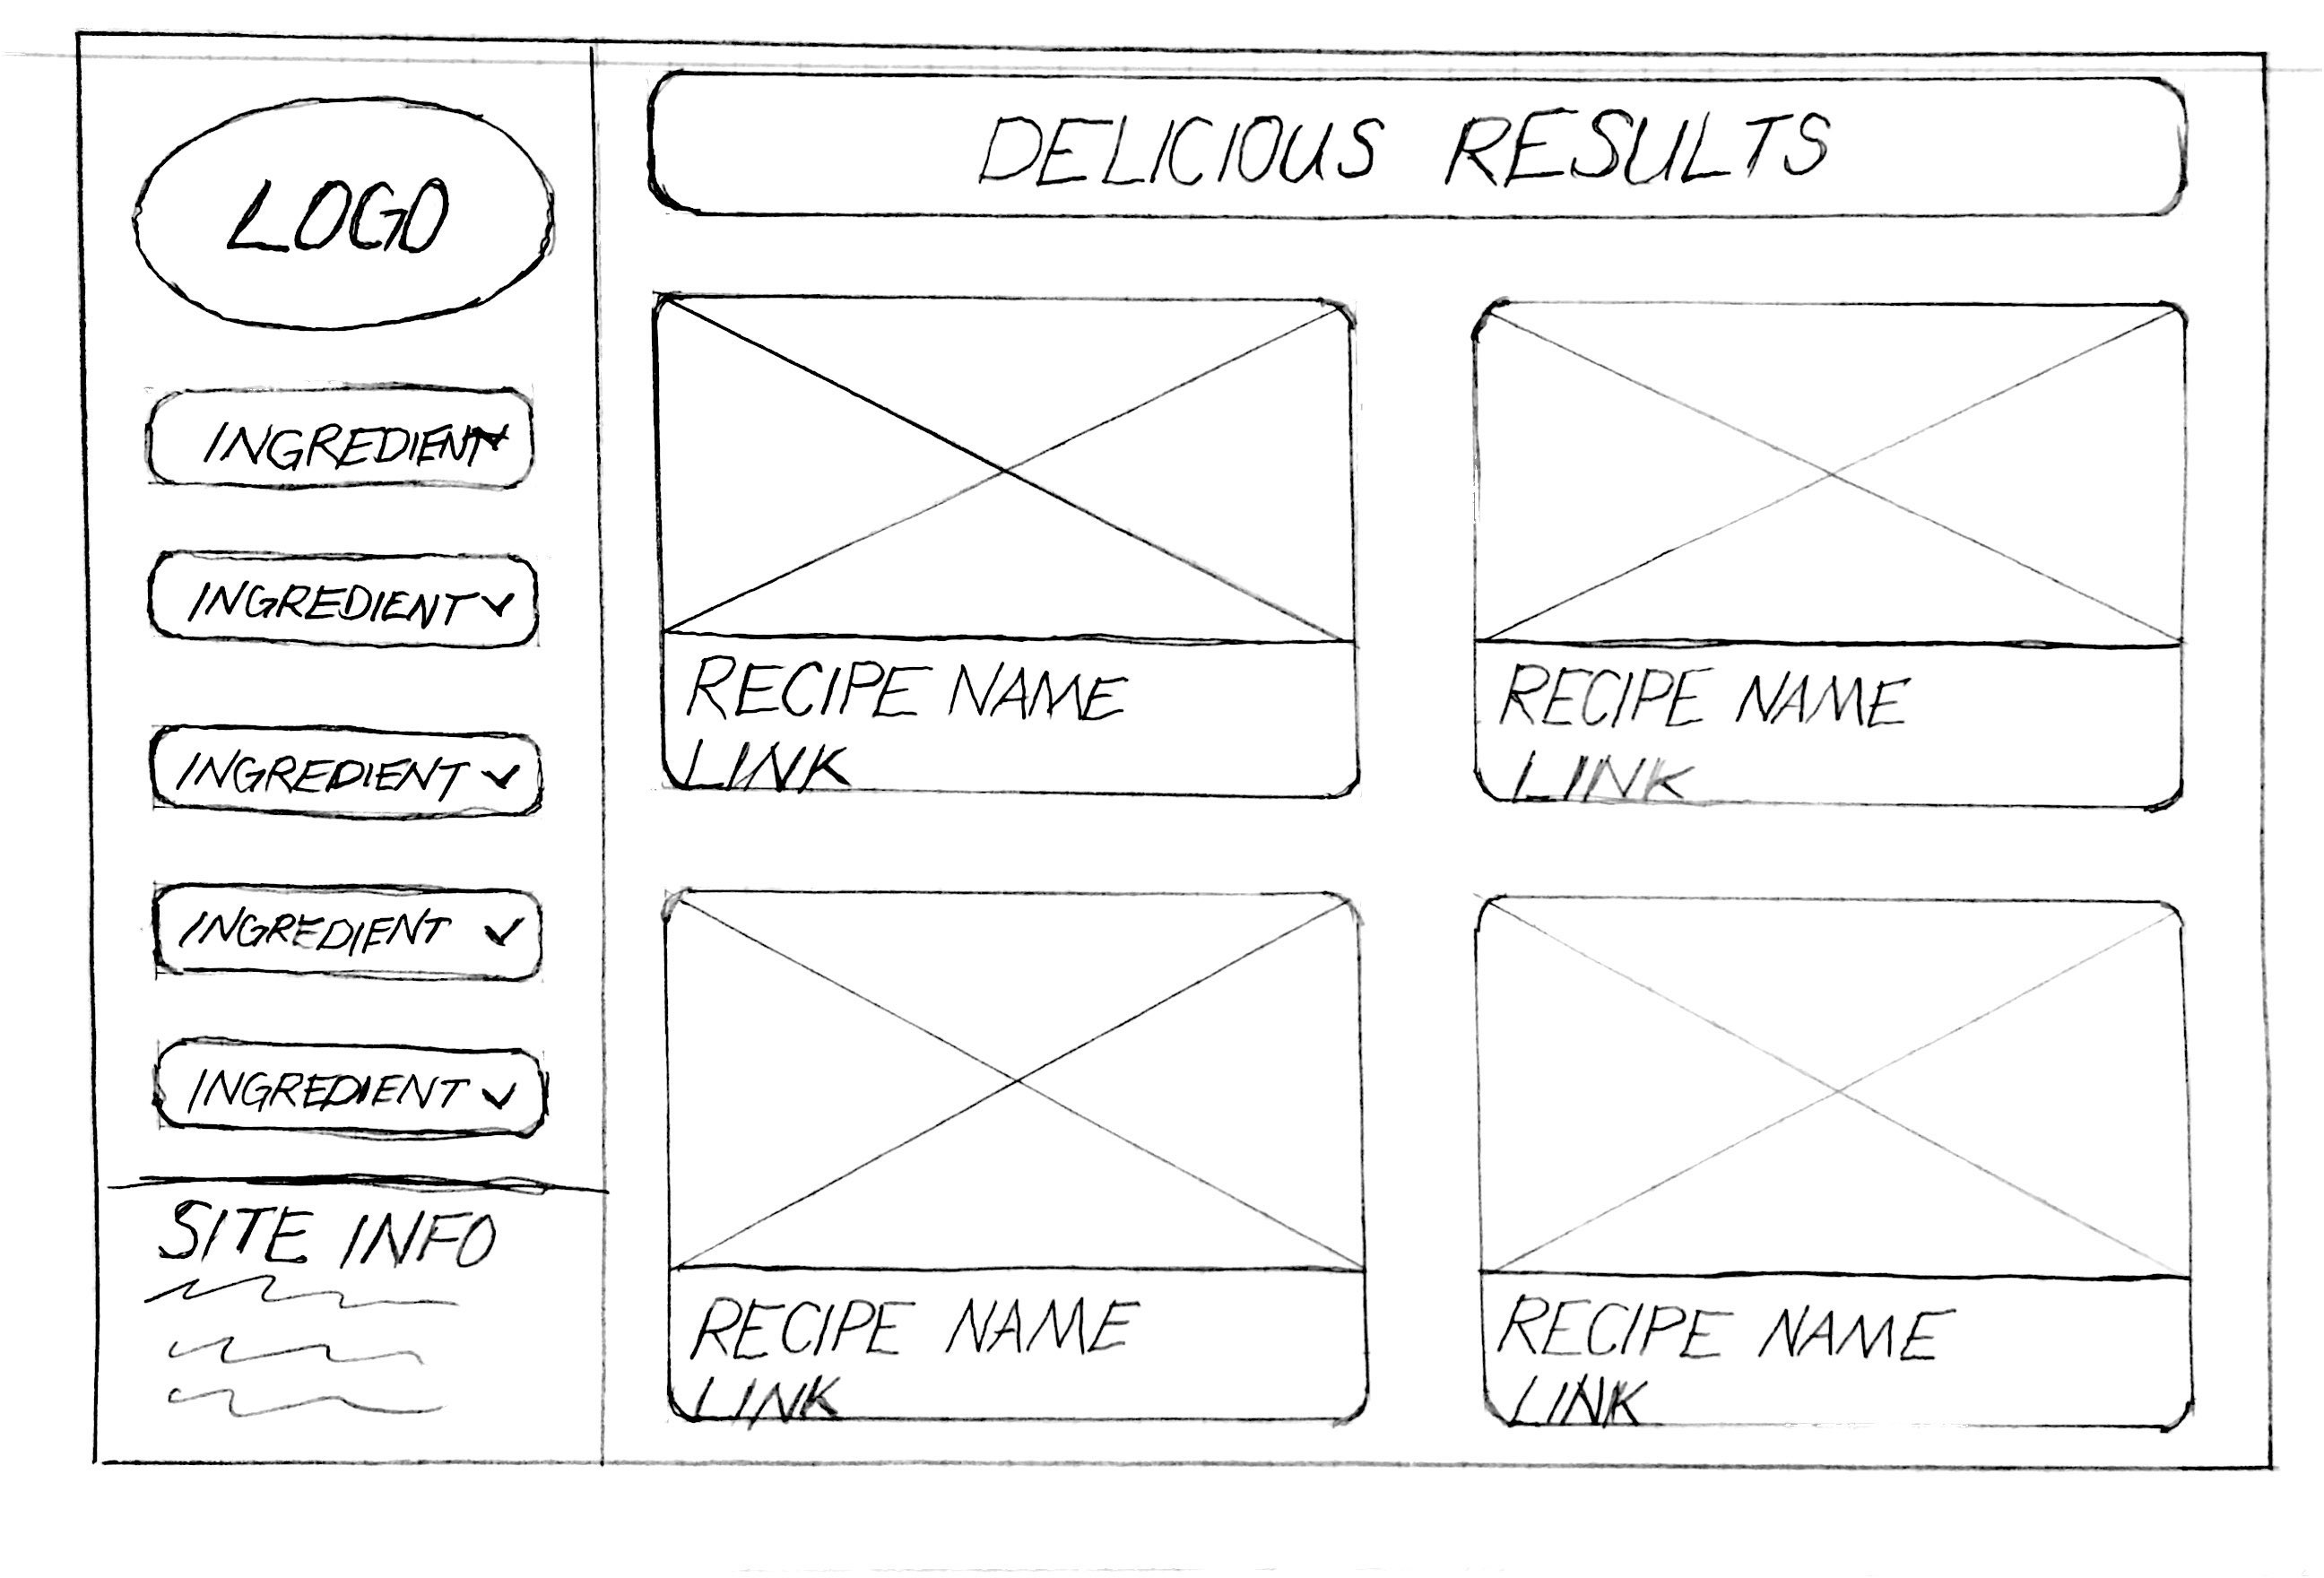 LOGO
INGREDIENT
INGREDIENT
INGREDIENT
INGREDIENT
INGREDIENT
SITE INFO
DELICIOUS RESULTS
RECIPE NAME
LINK
RECIPE NAME
LINK
RECIPE NAME
LINK
RECIPE NAME
LINK